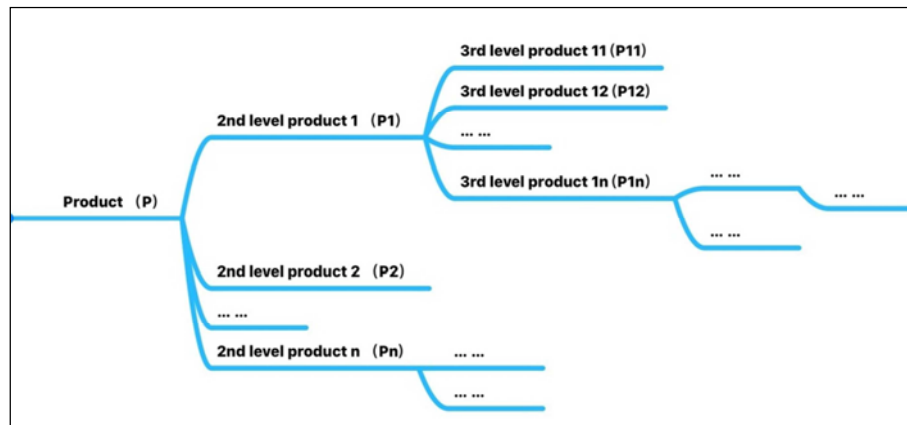 3rd level product 11 (P11)
3rd level product 12 (P12)
2nd level product 1 (P1)
... ...
3rd level product 1n (P1n)
... ...
... ...
Product (P)
... ...
2nd level product 2 (P2)
... ...
2nd level product n (Pn)
... ...
... ...